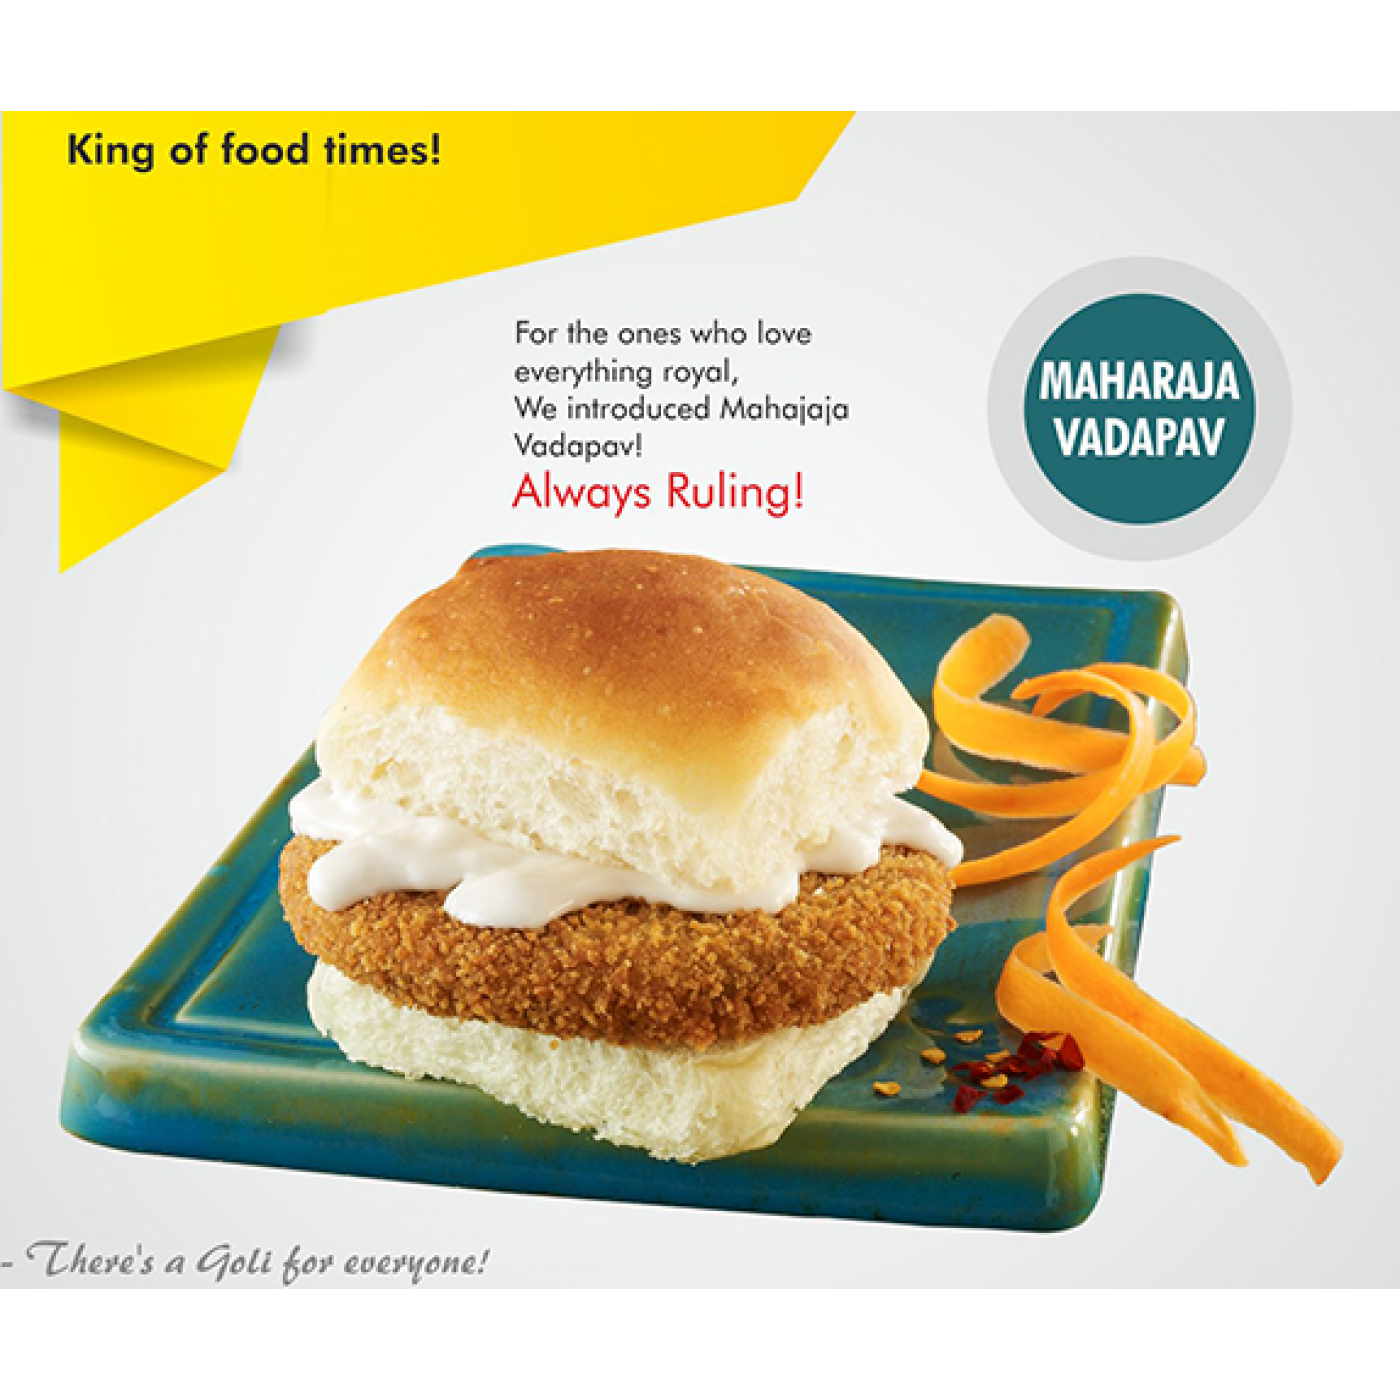 King of food times!
For the ones who love
everything royal,
We introduced Mahajaja
Vadapav!
Always Ruling!
MAHARAJA
VADAPAV
- There's a Goli for everyone!